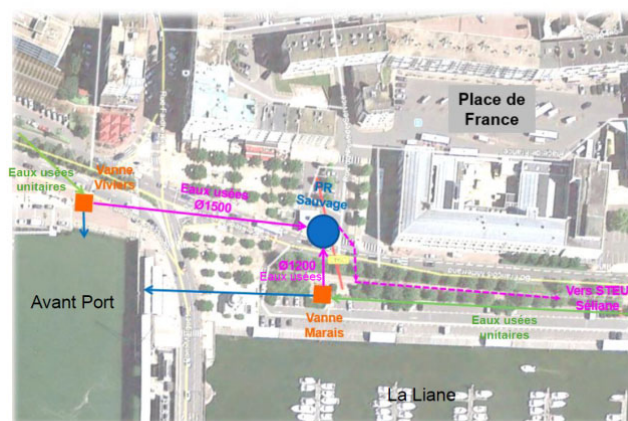 Place de
France
Eaux usées
unitaires
Vanne
Viviers
Eaux usées
Ø1500
PR
Sauvage
Ø1200
Eaux usées
Avant Port
Vanne
Marais
Vers STEU
Séliane
Eaux usées
unitaires
La Liane